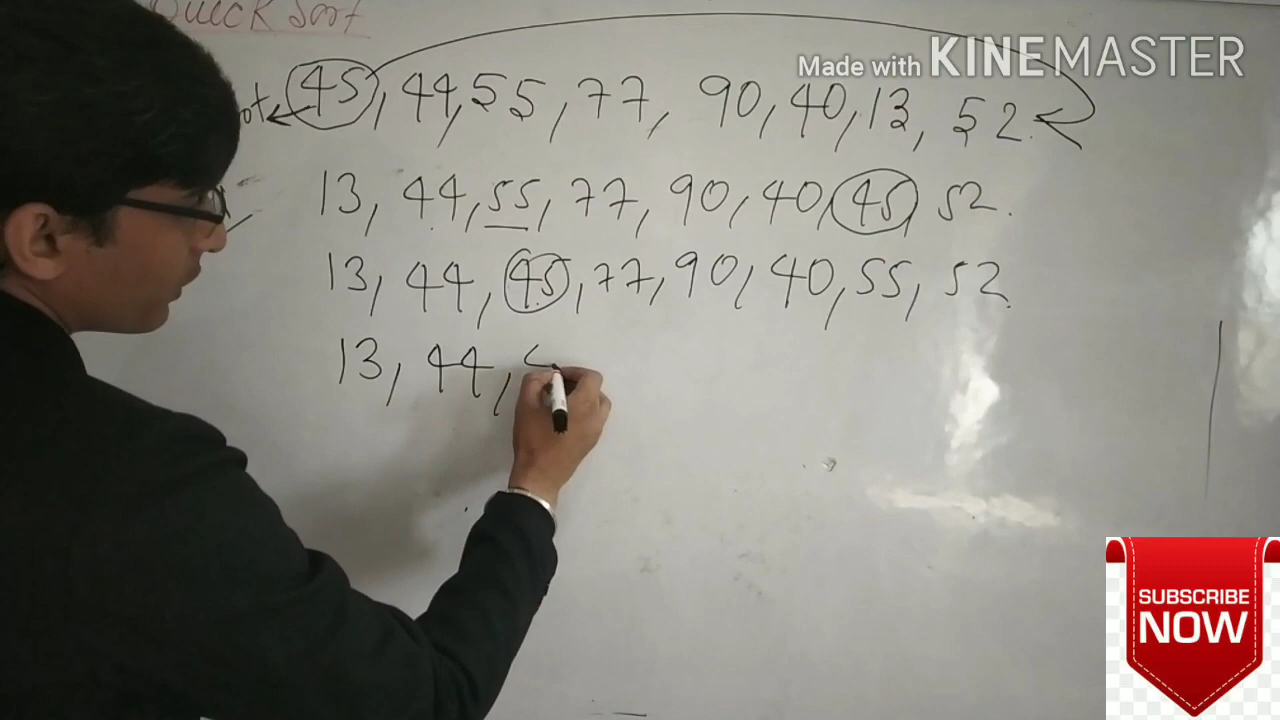 Quick Sort
Made with KINEMASTER
45, 44, 55, 77, 90, 40, 13, 52.
13, 44, 55, 77, 90, 40, 45, 52.
13, 44, 45, 77, 90, 40, 55, 52.
13, 44,
SUBSCRIBE
NOW